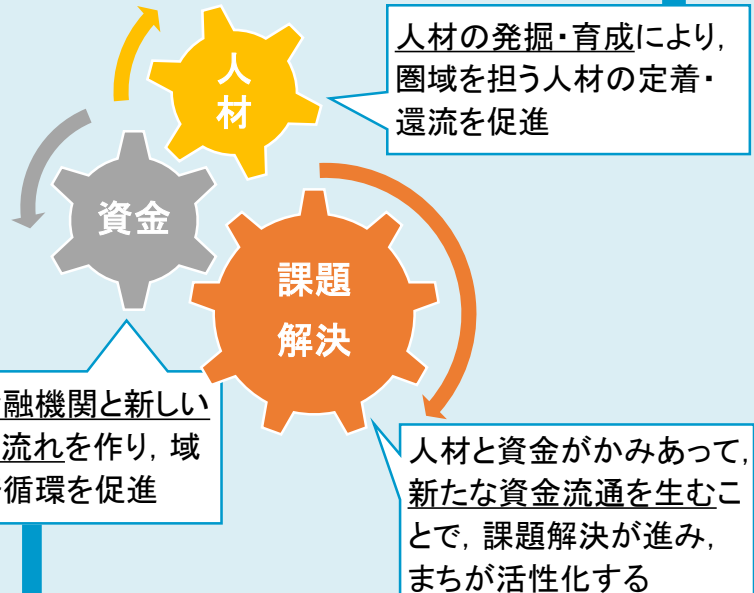 人材の発掘・育成により,
圏域を担う人材の定着・
還流を促進
人
材
資金
課題
解決
融機関と新しい
流れを作り, 域
循環を促進
人材と資金がかみあって,
新たな資金流通を生むこ
とで, 課題解決が進み,
まちが活性化する